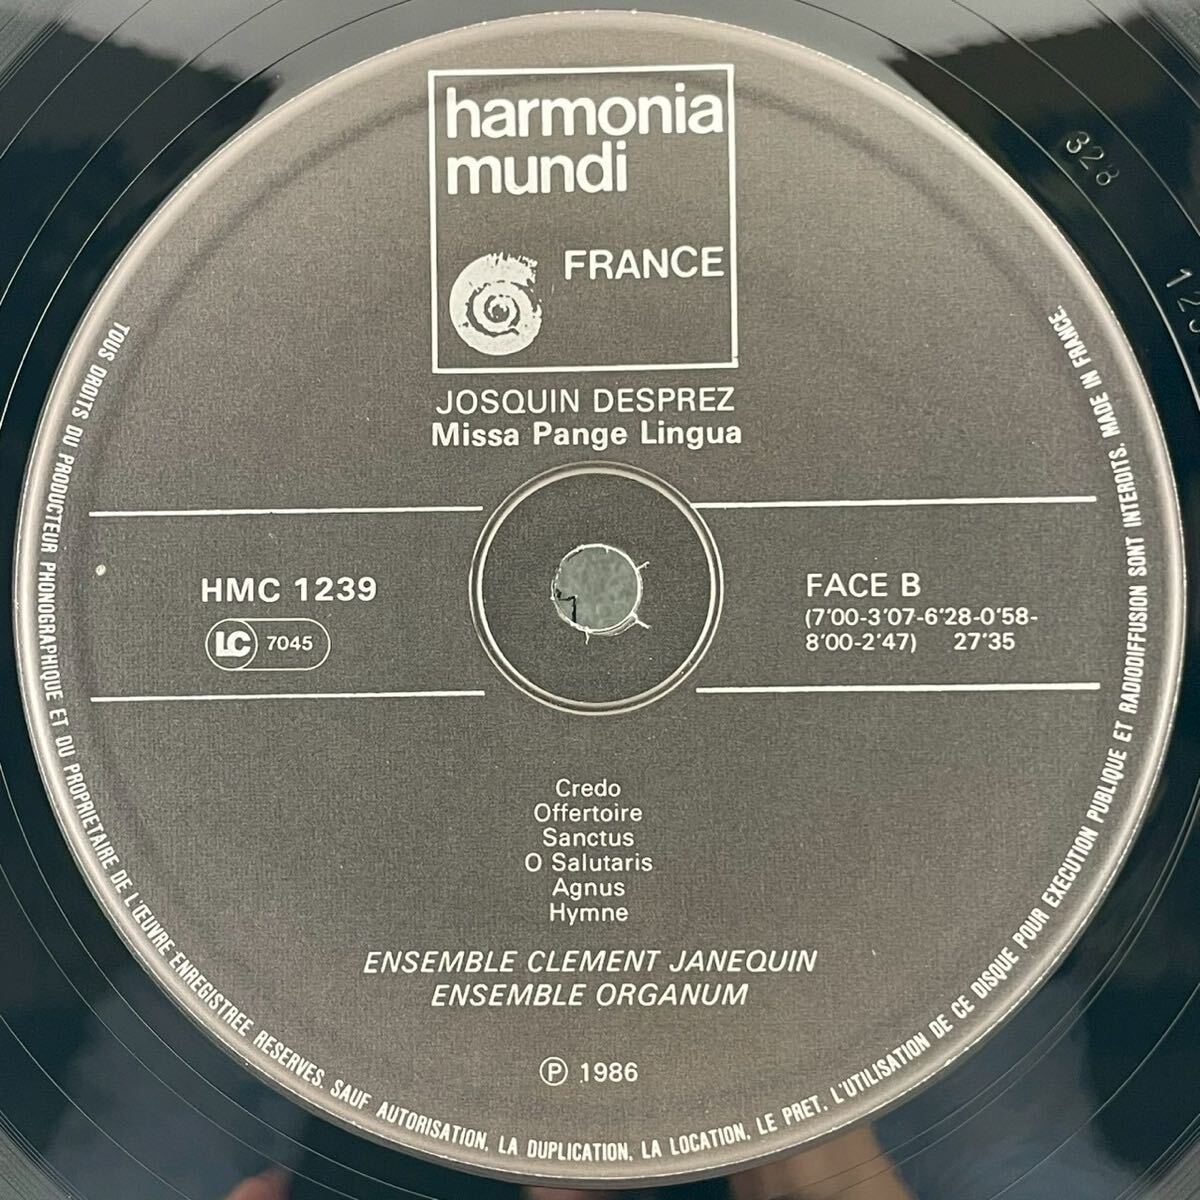 harmonia
mundi
FRANCE
JOSQUIN DESPREZ
Missa Pange Lingua
HMC 1239
LC 7045
FACE B
(7'00-3'07-6'28-0'58-
8'00-2'47) 27'35
Credo
Offertoire
Sanctus
O Salutaris
Agnus
Hymne
ENSEMBLE CLEMENT JANEQUIN
ENSEMBLE ORGANUM
Ⓟ 1986
TOUS DROITS DU PRODUCTEUR PHONOGRAPHIQUE ET DU PROPRIETAIRE DE L'ŒUVRE ENREGISTREE RESERVES. SAUF AUTORISATION, LA DUPLICATION, LA LOCATION, LE PRET, L'UTILISATION DE CE DISQUE POUR EXECUTION PUBLIQUE ET RADIODIFFUSION SONT INTERDITS. MADE IN FRANCE.